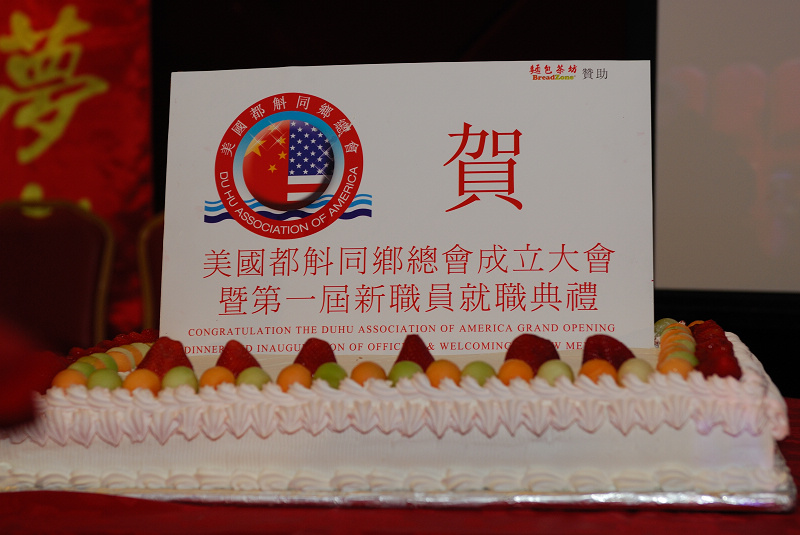 夢
麵包茶坊 贊助
BreadZone
美國都斛同鄉總會
DU HU ASSOCIATION OF AMERICA
賀
美國都斛同鄉總會成立大會
暨第一屆新職員就職典禮
CONGRATULATION THE DUHU ASSOCIATION OF AMERICA GRAND OPENING
DINNER AND INAUGURATION OF & WELCOMING